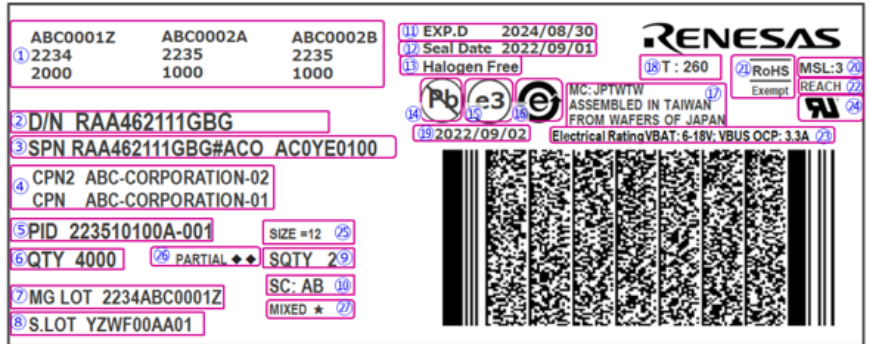 ABC0001Z ABC0002A ABC0002B
① 2234 2235 2235
2000 1000 1000
⑪ EXP.D 2024/08/30
⑫ Seal Date 2022/09/01
⑬ Halogen Free
RENESAS
⑱ T : 260
㉑ RoHS
Exempt
MSL:3 ⑳
REACH ㉒
㉔
⑭ Pb
⑮ e3
⑯ e
MC: JPTWTW ⑰
ASSEMBLED IN TAIWAN
FROM WAFERS OF JAPAN
⑲ 2022/09/02
Electrical Rating VBAT: 6-18V; VBUS OCP: 3.3A ㉓
② D/N RAA462111GBG
③ SPN RAA462111GBG#ACO AC0YE0100
④ CPN2 ABC-CORPORATION-02
CPN ABC-CORPORATION-01
⑤ PID 223510100A-001
SIZE =12 ㉕
⑥ QTY 4000
㉖ PARTIAL ◆ ◆
SQTY 2 ⑨
⑦ MG LOT 2234ABC0001Z
SC: AB ⑩
⑧ S.LOT YZWF00AA01
MIXED ★ ㉗